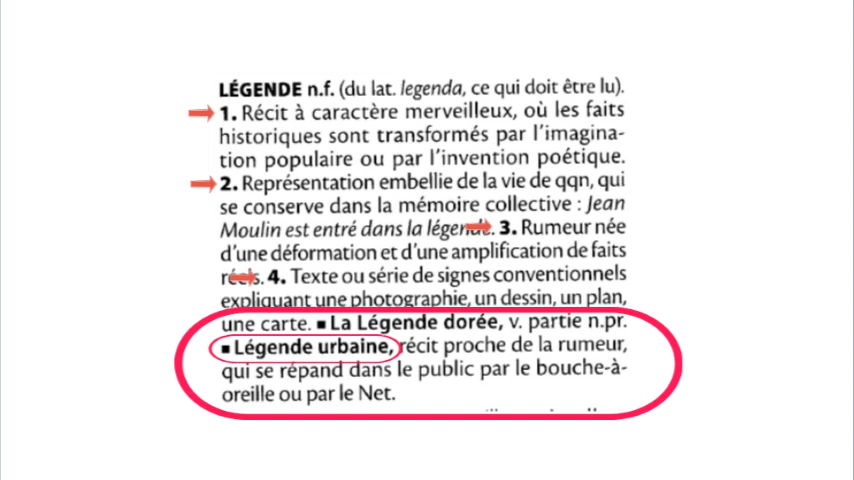 LÉGENDE n.f. (du lat. legenda, ce qui doit être lu).
1. Récit à caractère merveilleux, où les faits
historiques sont transformés par l'imagina-
tion populaire ou par l'invention poétique.
2. Représentation embellie de la vie de qqn, qui
se conserve dans la mémoire collective : Jean
Moulin est entré dans la légende. 3. Rumeur née
d'une déformation et d'une amplification de faits
réels. 4. Texte ou série de signes conventionnels
expliquant une photographie, un dessin, un plan,
une carte. ■ La Légende dorée, v. partie n.pr.
■ Légende urbaine, récit proche de la rumeur,
qui se répand dans le public par le bouche-à-
oreille ou par le Net.